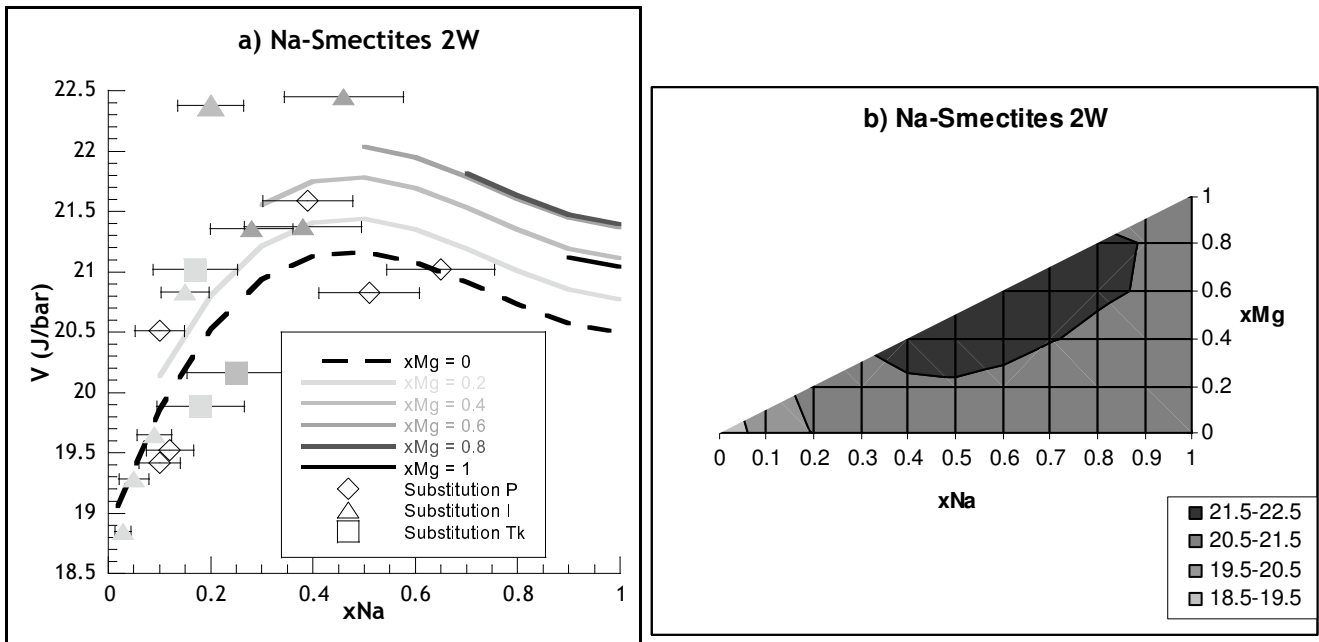 a) Na-Smectites 2W
V (J/bar)
22.5
22
21.5
21
20.5
20
19.5
19
18.5
0
0.2
0.4
0.6
0.8
1
xNa
xMg = 0
xMg = 0.2
xMg = 0.4
xMg = 0.6
xMg = 0.8
xMg = 1
Substitution P
Substitution I
Substitution Tk
b) Na-Smectites 2W
1
0.8
0.6
0.4
0.2
0
xMg
0 0.1 0.2 0.3 0.4 0.5 0.6 0.7 0.8 0.9 1
xNa
21.5-22.5
20.5-21.5
19.5-20.5
18.5-19.5